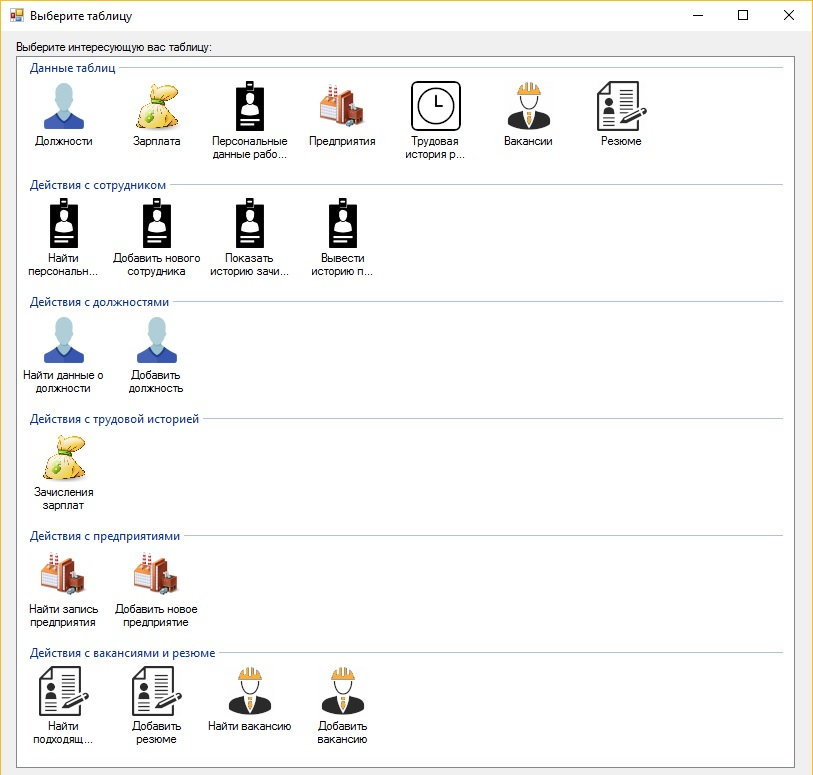 Выберите таблицу
Выберите интересующую вас таблицу:
Данные таблиц
Должности
Зарплата
Персональные
данные рабо...
Предприятия
Трудовая
история р...
Вакансии
Резюме
Действия с сотрудником
Найти
персональн...
Добавить нового
сотрудника
Показать
историю зачи...
Вывести
историю п...
Действия с должностями
Найти данные о
должности
Добавить
должность
Действия с трудовой историей
Зачисления
зарплат
Действия с предприятиями
Найти запись
предприятия
Добавить новое
предприятие
Действия с вакансиями и резюме
Найти
подходящ...
Добавить
резюме
Найти вакансию
Добавить
вакансию